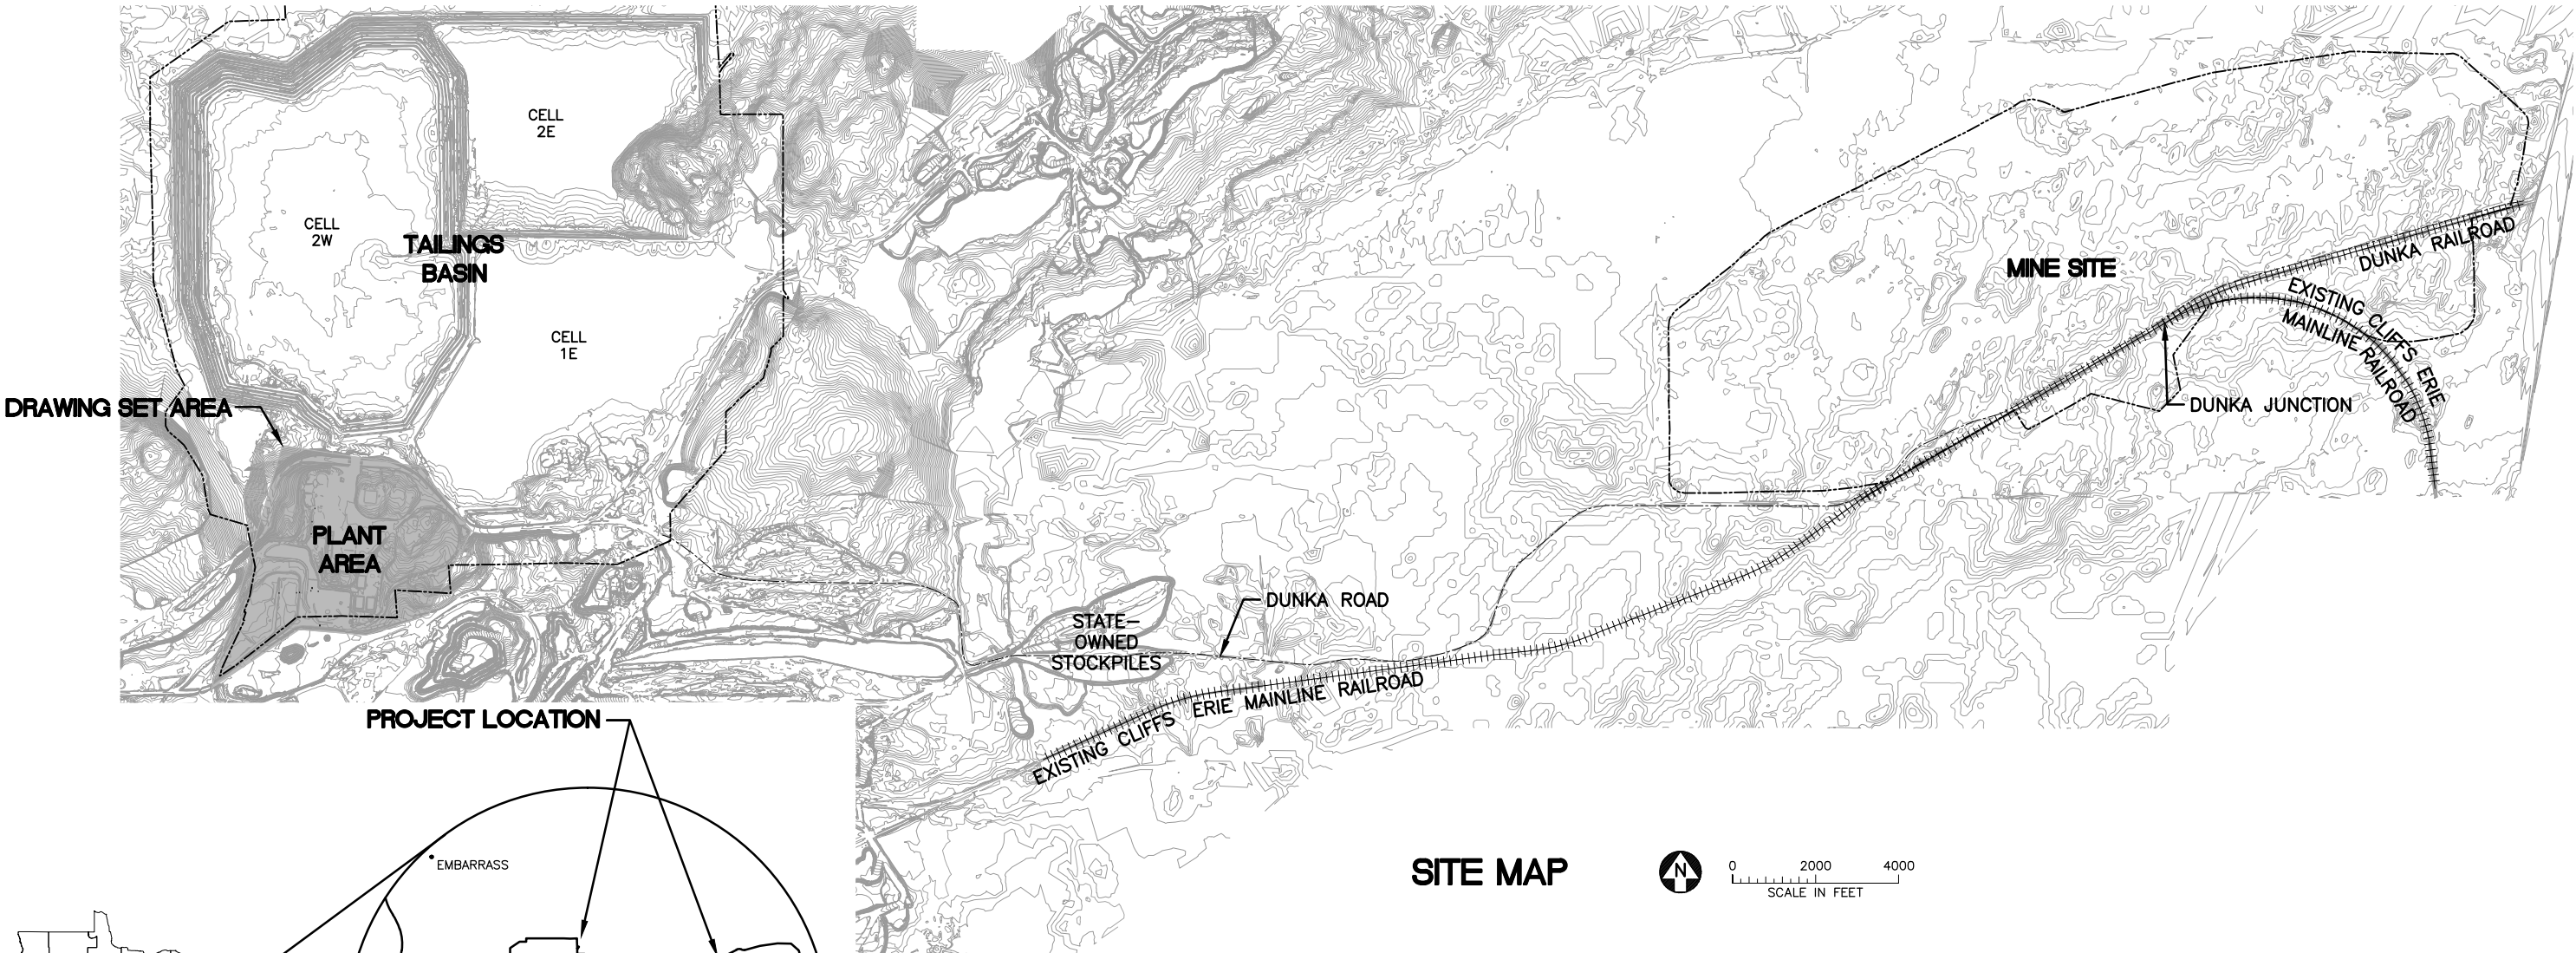 CELL
2E
CELL
2W
TAILINGS
BASIN
CELL
1E
MINE SITE
DUNKA RAILROAD
EXISTING CLIFFS ERIE
MAINLINE RAILROAD
DUNKA JUNCTION
DRAWING SET AREA
PLANT
AREA
DUNKA ROAD
STATE-
OWNED
STOCKPILES
EXISTING CLIFFS ERIE MAINLINE RAILROAD
PROJECT LOCATION
EMBARRASS
SITE MAP
N
0 2000 4000
SCALE IN FEET